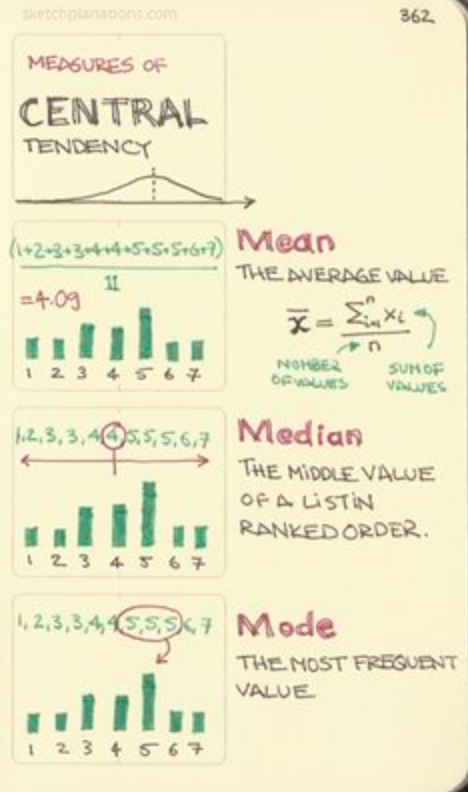 sketchplanations.com
362
MEASURES OF
CENTRAL
TENDENCY
(1+2+3+3+4+4+5+5+5+6+7)
11
=4.09
1 2 3 4 5 6 7
Mean
THE AVERAGE VALUE
x̄ = Σⁿᵢ₌₁ xᵢ
n
NUMBER
OF VALUES
SUM OF
VALUES
1,2,3,3,4,4,5,5,5,6,7
1 2 3 4 5 6 7
Median
THE MIDDLE VALUE
OF A LIST IN
RANKED ORDER.
1,2,3,3,4,4,5,5,5,6,7
1 2 3 4 5 6 7
Mode
THE MOST FREQUENT
VALUE